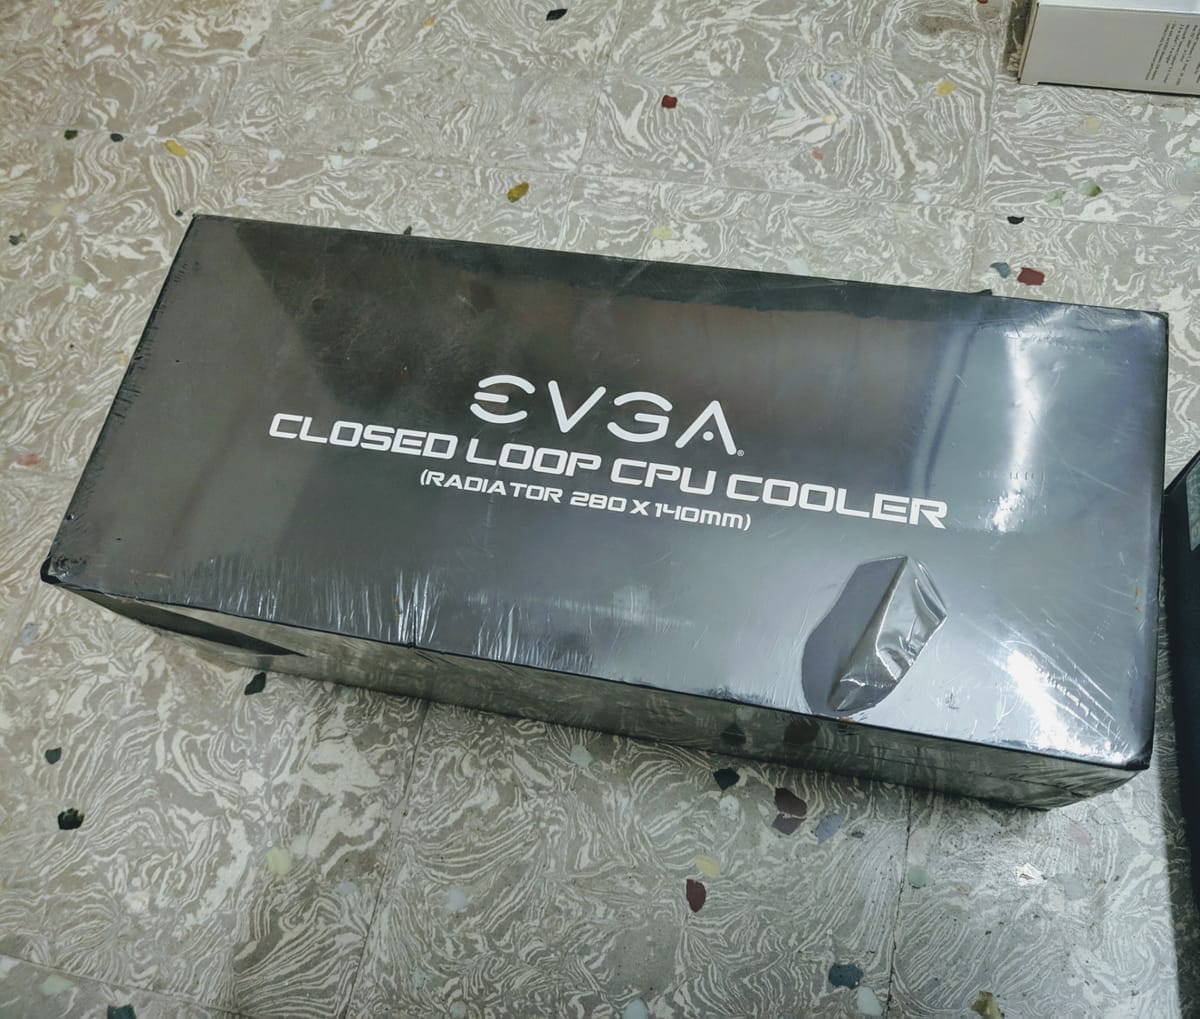 EVGA®
CLOSED LOOP CPU COOLER
(RADIATOR 280 X 140mm)